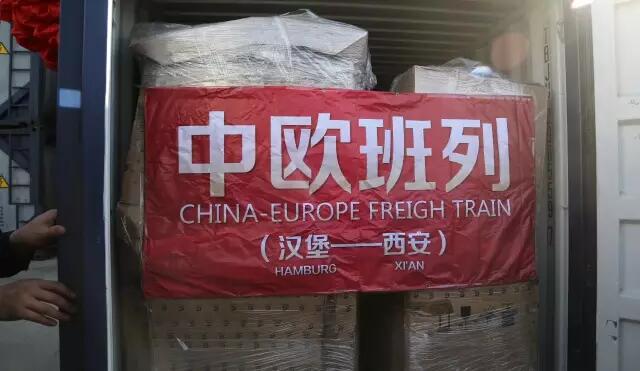 中欧班列
CHINA-EUROPE FREIGH TRAIN
（汉堡——西安）
HAMBURG XI'AN